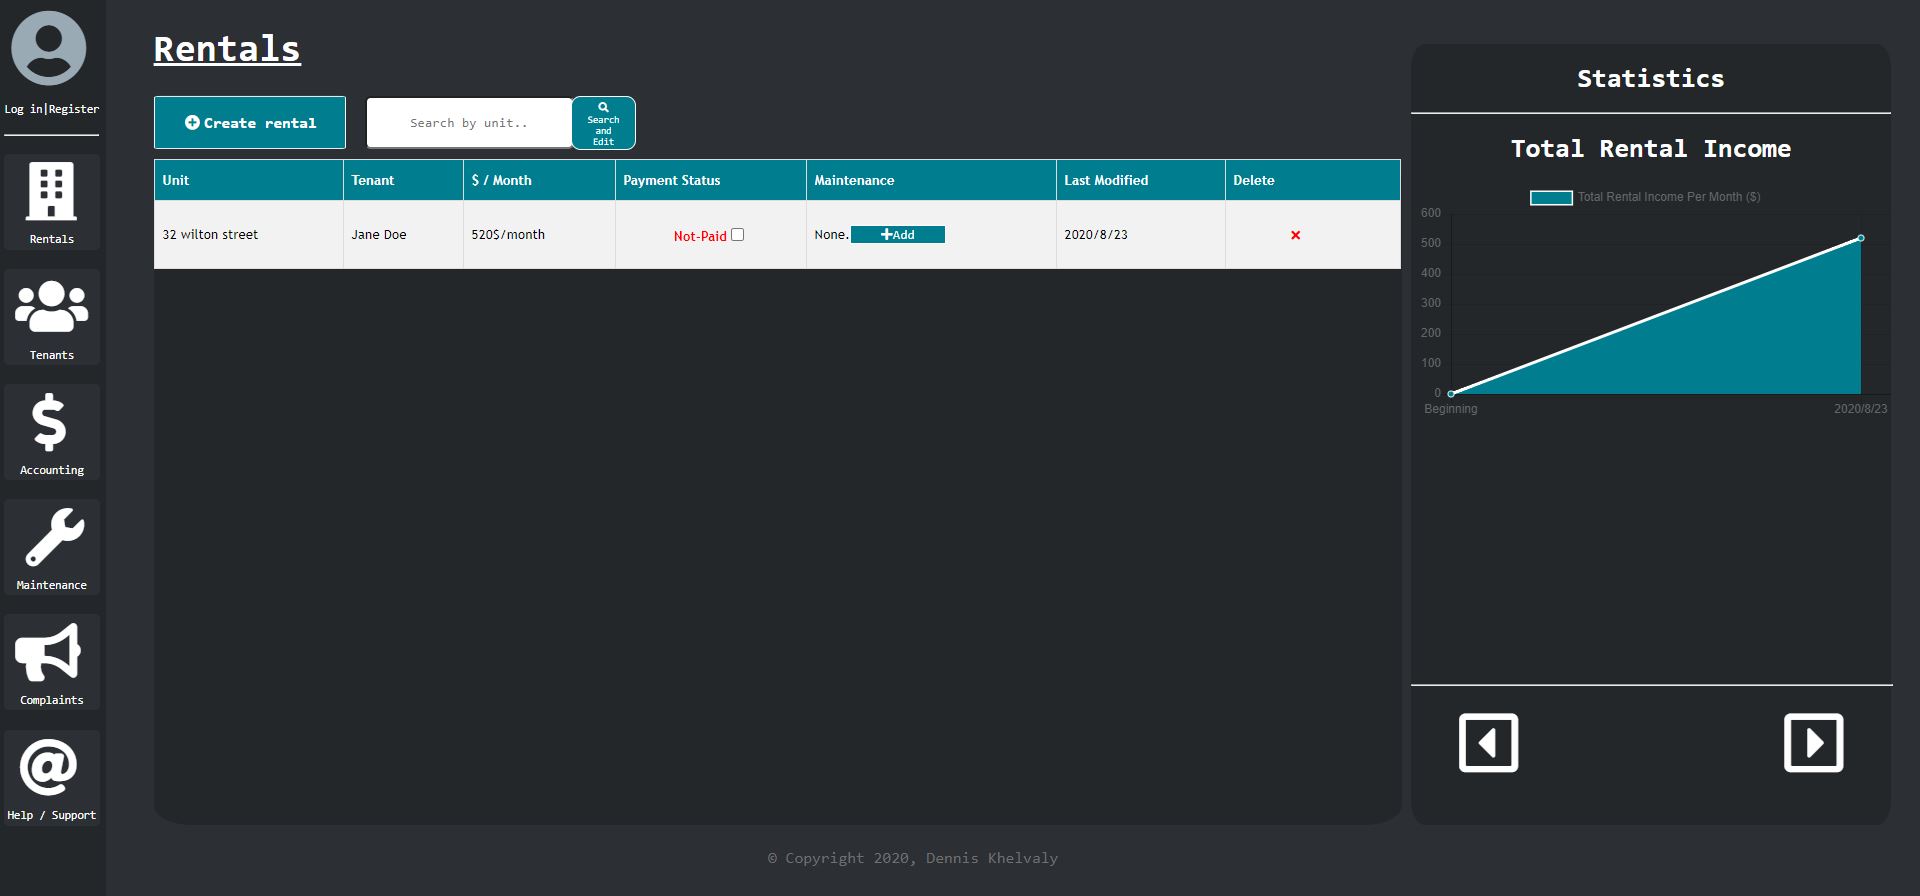 Log in|Register
Rentals
Tenants
Accounting
Maintenance
Complaints
Help / Support
Rentals
Create rental
Search by unit..
Search
and
Edit
Unit Tenant $ / Month Payment Status Maintenance Last Modified Delete
32 wilton street Jane Doe 520$/month Not-Paid None. Add 2020/8/23
Statistics
Total Rental Income
Total Rental Income Per Month ($)
600
500
400
300
200
100
0
Beginning 2020/8/23
© Copyright 2020, Dennis Khelvaly